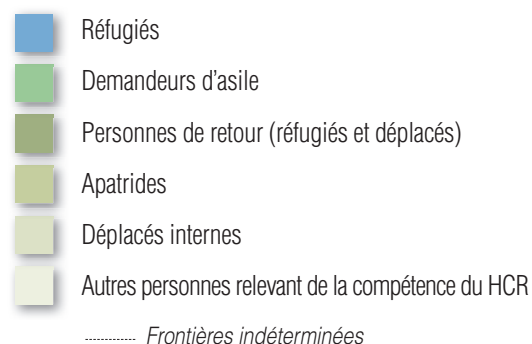 Réfugiés
Demandeurs d'asile
Personnes de retour (réfugiés et déplacés)
Apatrides
Déplacés internes
Autres personnes relevant de la compétence du HCR
Frontières indéterminées